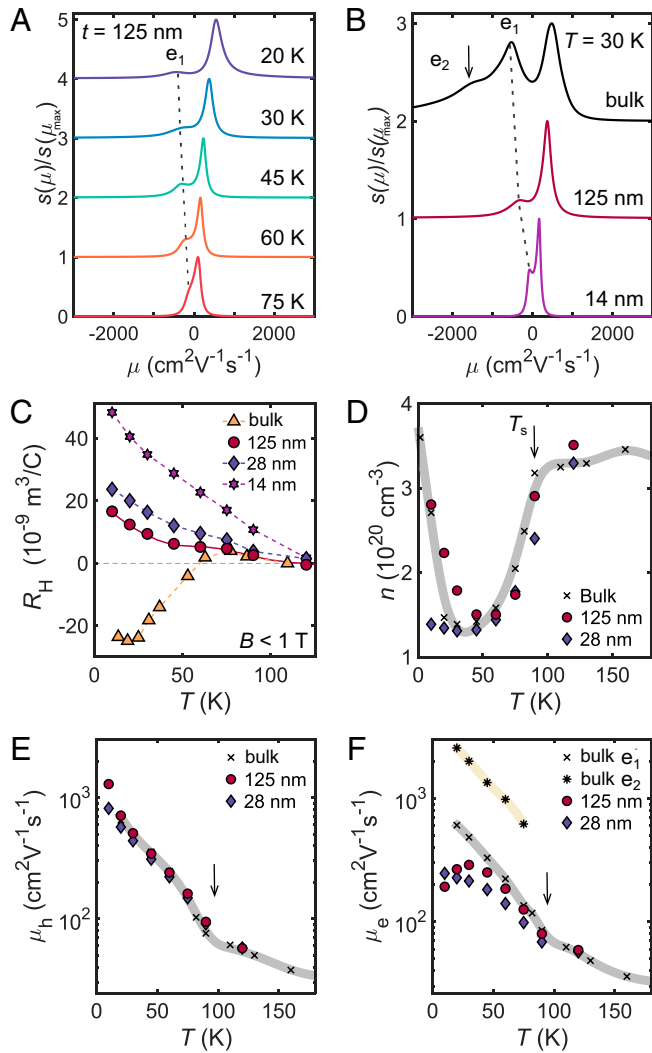 A
t = 125 nm
e₁
20 K
30 K
45 K
60 K
75 K
5
4
3
2
1
0
s(μ)/s(μmax)
-2000 0 2000
μ (cm²V⁻¹s⁻¹)
B
T = 30 K
e₁
e₂
bulk
125 nm
14 nm
3
2
1
0
s(μ)/s(μmax)
-2000 0 2000
μ (cm²V⁻¹s⁻¹)
C
bulk
125 nm
28 nm
14 nm
40
20
0
-20
R_H (10⁻⁹ m³/C)
B < 1 T
0 50 100
T (K)
D
Tₛ
4
3
2
1
n (10²⁰ cm⁻³)
Bulk
125 nm
28 nm
0 50 100 150
T (K)
E
bulk
125 nm
28 nm
10³
10²
μₕ (cm²V⁻¹s⁻¹)
0 50 100 150
T (K)
F
bulk e₁
bulk e₂
125 nm
28 nm
10³
10²
μₑ (cm²V⁻¹s⁻¹)
0 50 100 150
T (K)